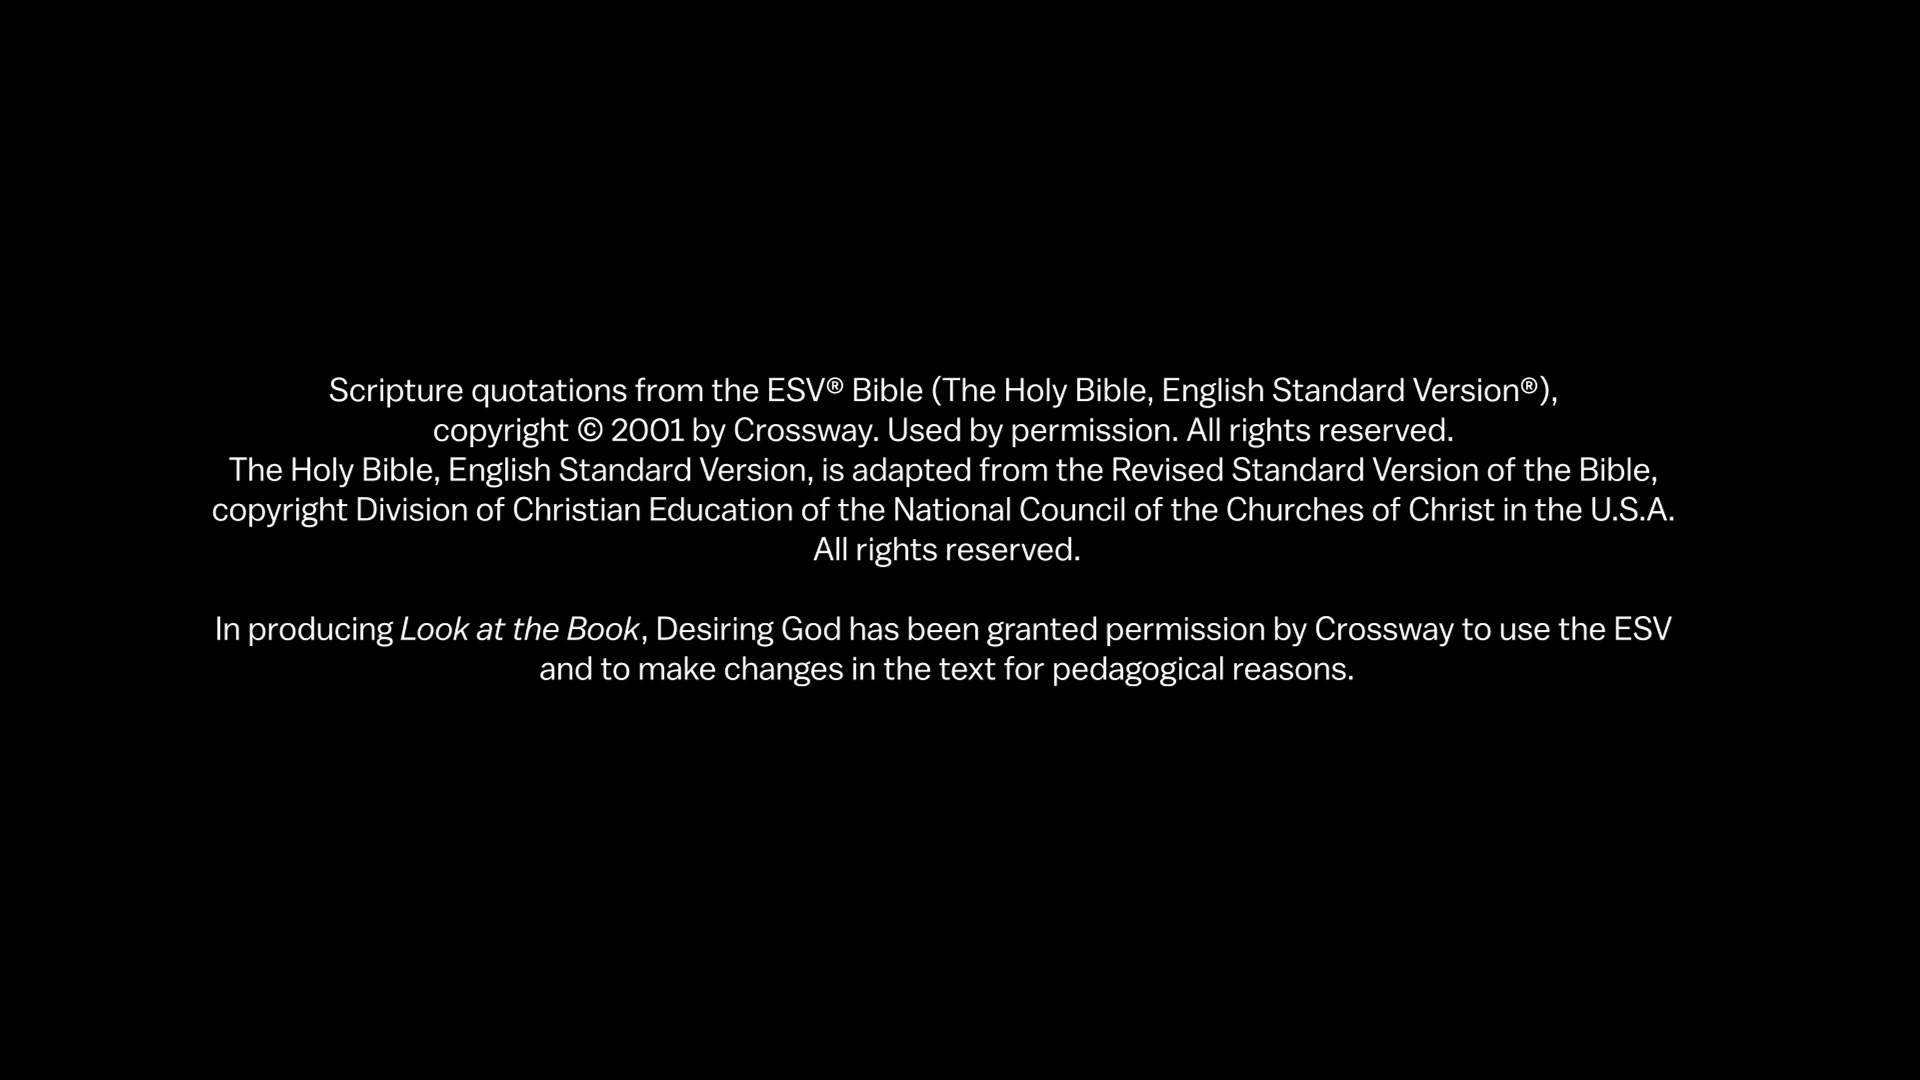 Scripture quotations from the ESV® Bible (The Holy Bible, English Standard Version®),
copyright © 2001 by Crossway. Used by permission. All rights reserved.
The Holy Bible, English Standard Version, is adapted from the Revised Standard Version of the Bible,
copyright Division of Christian Education of the National Council of the Churches of Christ in the U.S.A.
All rights reserved.
In producing Look at the Book, Desiring God has been granted permission by Crossway to use the ESV
and to make changes in the text for pedagogical reasons.